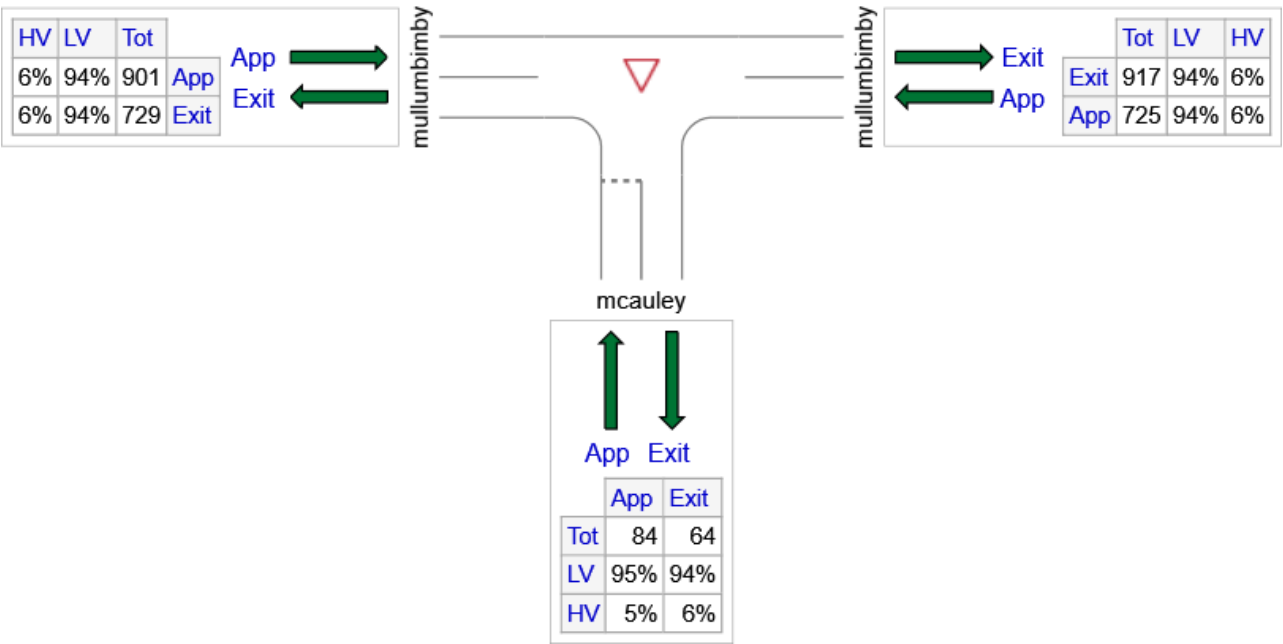 HV LV Tot
6% 94% 901 App
6% 94% 729 Exit
App
Exit
mullumbimby
mullumbimby
Exit
App
Tot LV HV
Exit 917 94% 6%
App 725 94% 6%
mcauley
App Exit
App Exit
Tot 84 64
LV 95% 94%
HV 5% 6%